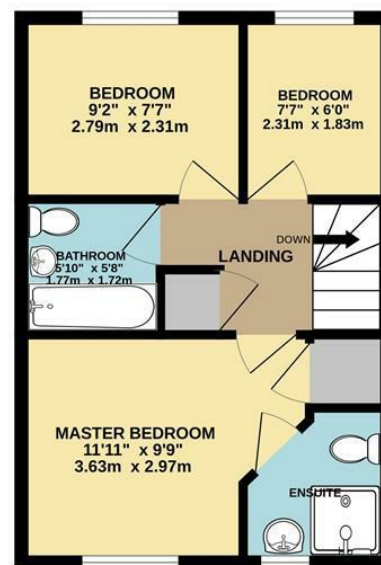 BEDROOM
9'2" x 7'7"
2.79m x 2.31m
BEDROOM
7'7" x 6'0"
2.31m x 1.83m
BATHROOM
5'10" x 5'8"
1.77m x 1.72m
DOWN
LANDING
MASTER BEDROOM
11'11" x 9'9"
3.63m x 2.97m
ENSUITE